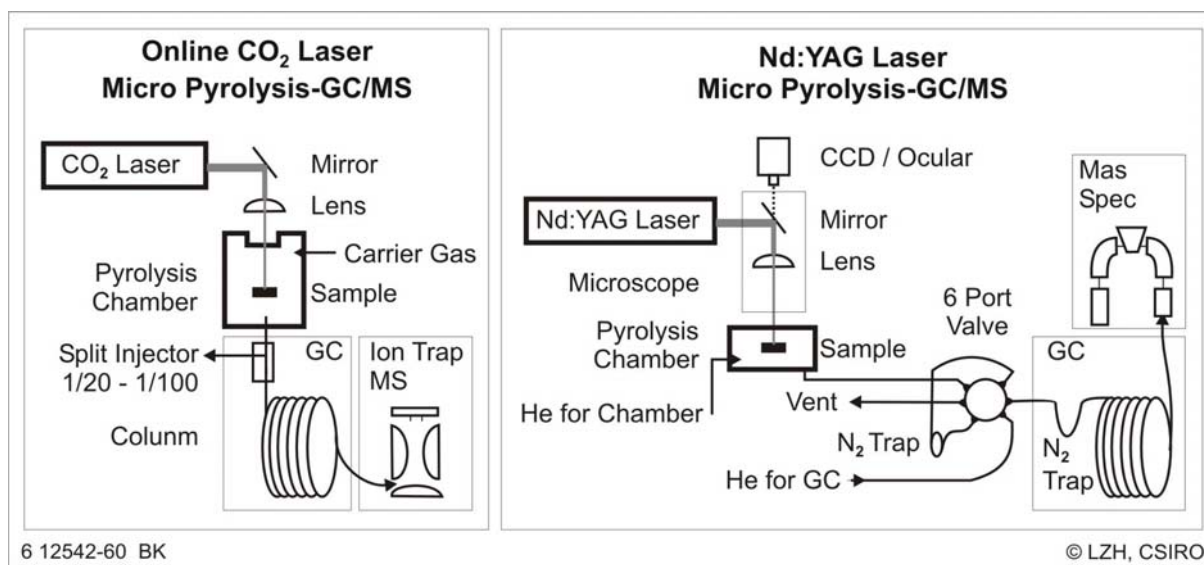 Online CO₂ Laser
Micro Pyrolysis-GC/MS
CO₂ Laser
Mirror
Lens
Carrier Gas
Pyrolysis
Chamber
Sample
Split Injector
1/20 - 1/100
GC
Ion Trap
MS
Colunm
Nd:YAG Laser
Micro Pyrolysis-GC/MS
CCD / Ocular
Nd:YAG Laser
Mirror
Lens
Microscope
Mas
Spec
6 Port
Valve
Pyrolysis
Chamber
Sample
GC
He for Chamber
Vent
N₂ Trap
N₂
Trap
He for GC
6 12542-60 BK
© LZH, CSIRO